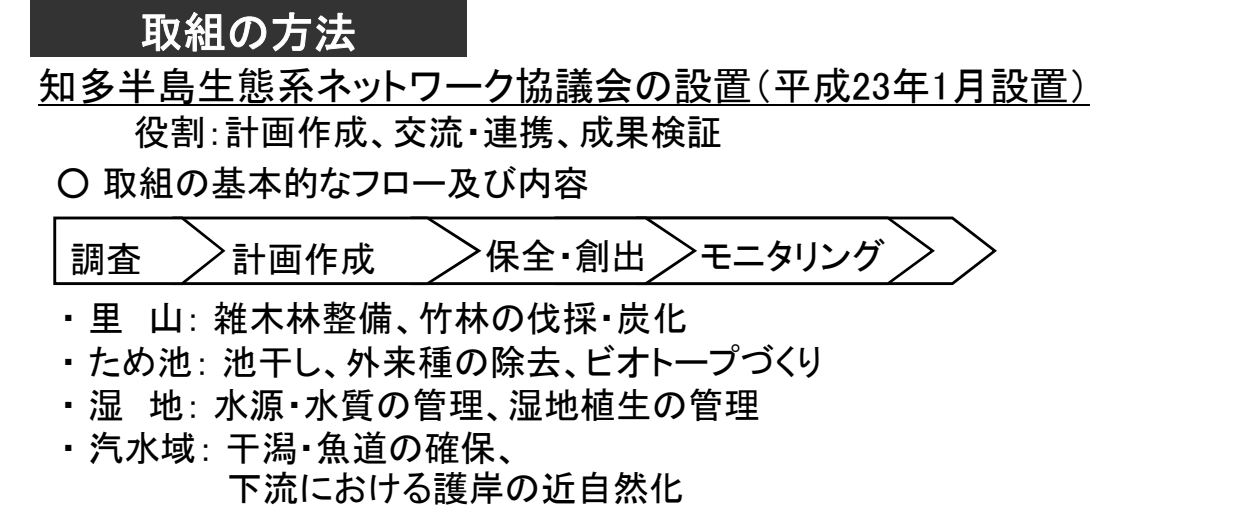 取組の方法
知多半島生態系ネットワーク協議会の設置(平成23年1月設置)
役割:計画作成、交流・連携、成果検証
〇 取組の基本的なフロー及び内容
調査 計画作成 保全・創出 モニタリング
・ 里 山: 雑木林整備、竹林の伐採・炭化
・ ため池: 池干し、外来種の除去、ビオトープづくり
・ 湿 地: 水源・水質の管理、湿地植生の管理
・ 汽水域: 干潟・魚道の確保、
下流における護岸の近自然化